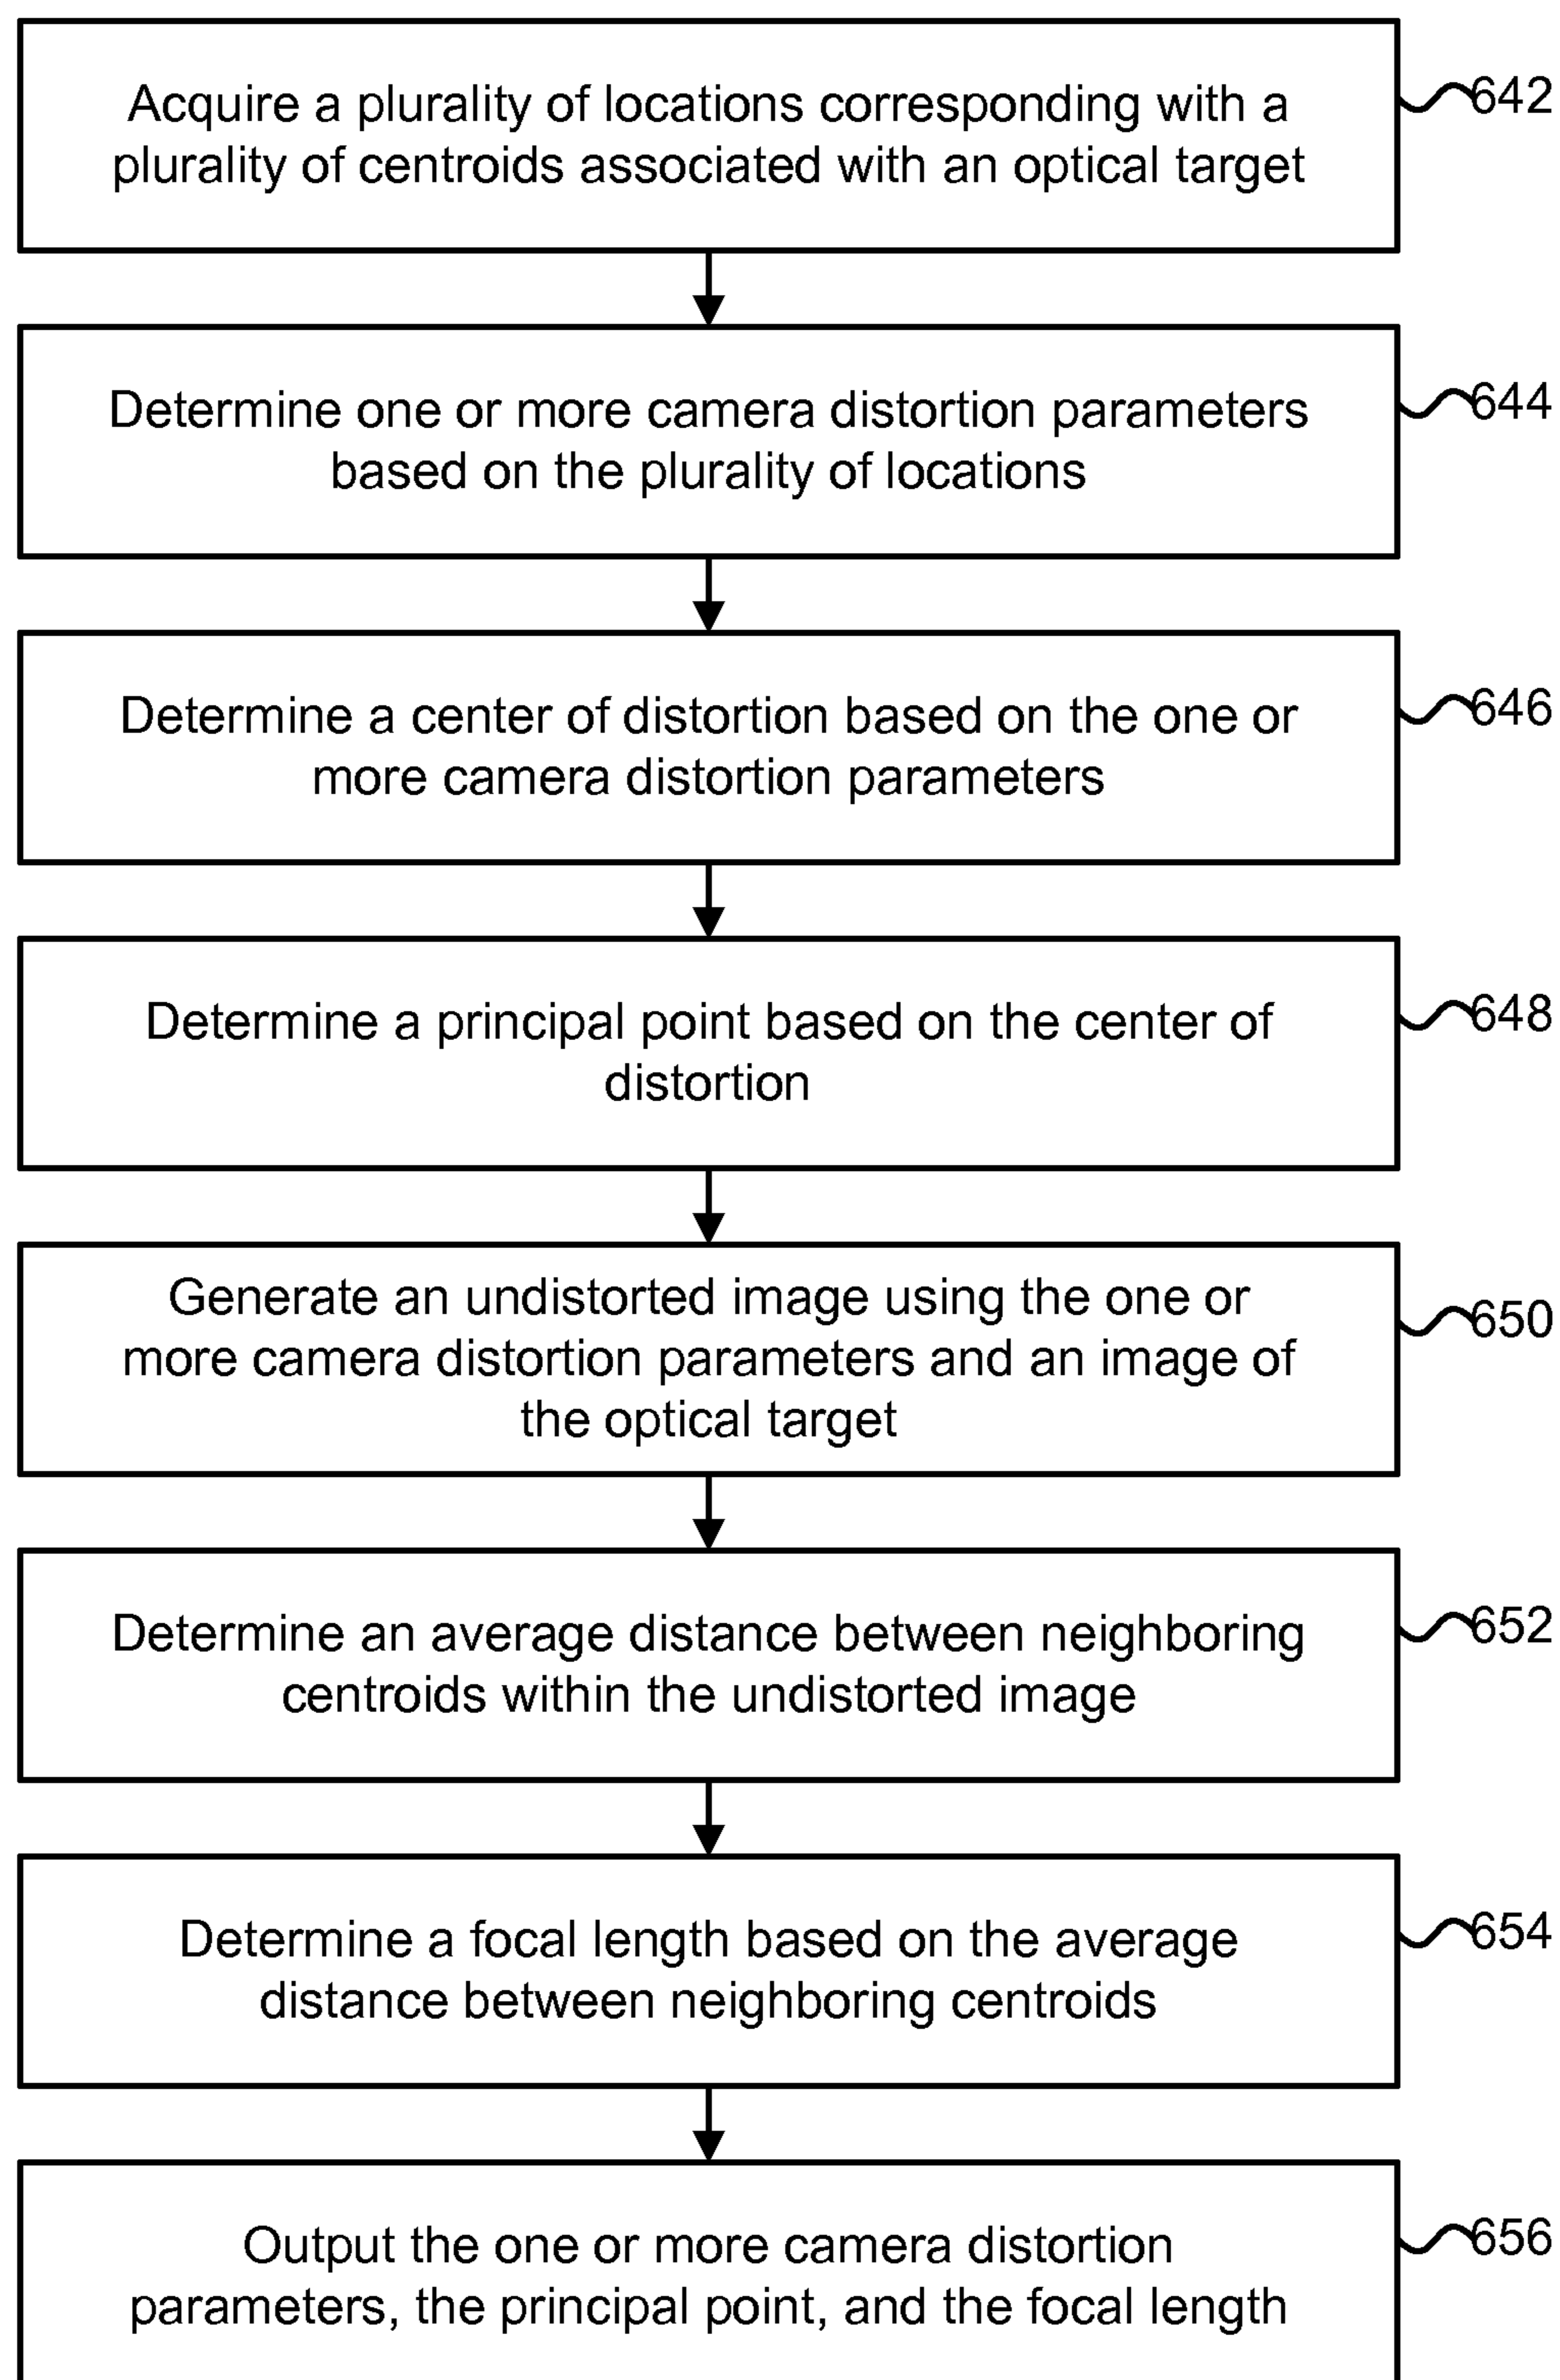 Acquire a plurality of locations corresponding with a
plurality of centroids associated with an optical target
642
Determine one or more camera distortion parameters
based on the plurality of locations
644
Determine a center of distortion based on the one or
more camera distortion parameters
646
Determine a principal point based on the center of
distortion
648
Generate an undistorted image using the one or
more camera distortion parameters and an image of
the optical target
650
Determine an average distance between neighboring
centroids within the undistorted image
652
Determine a focal length based on the average
distance between neighboring centroids
654
Output the one or more camera distortion
parameters, the principal point, and the focal length
656